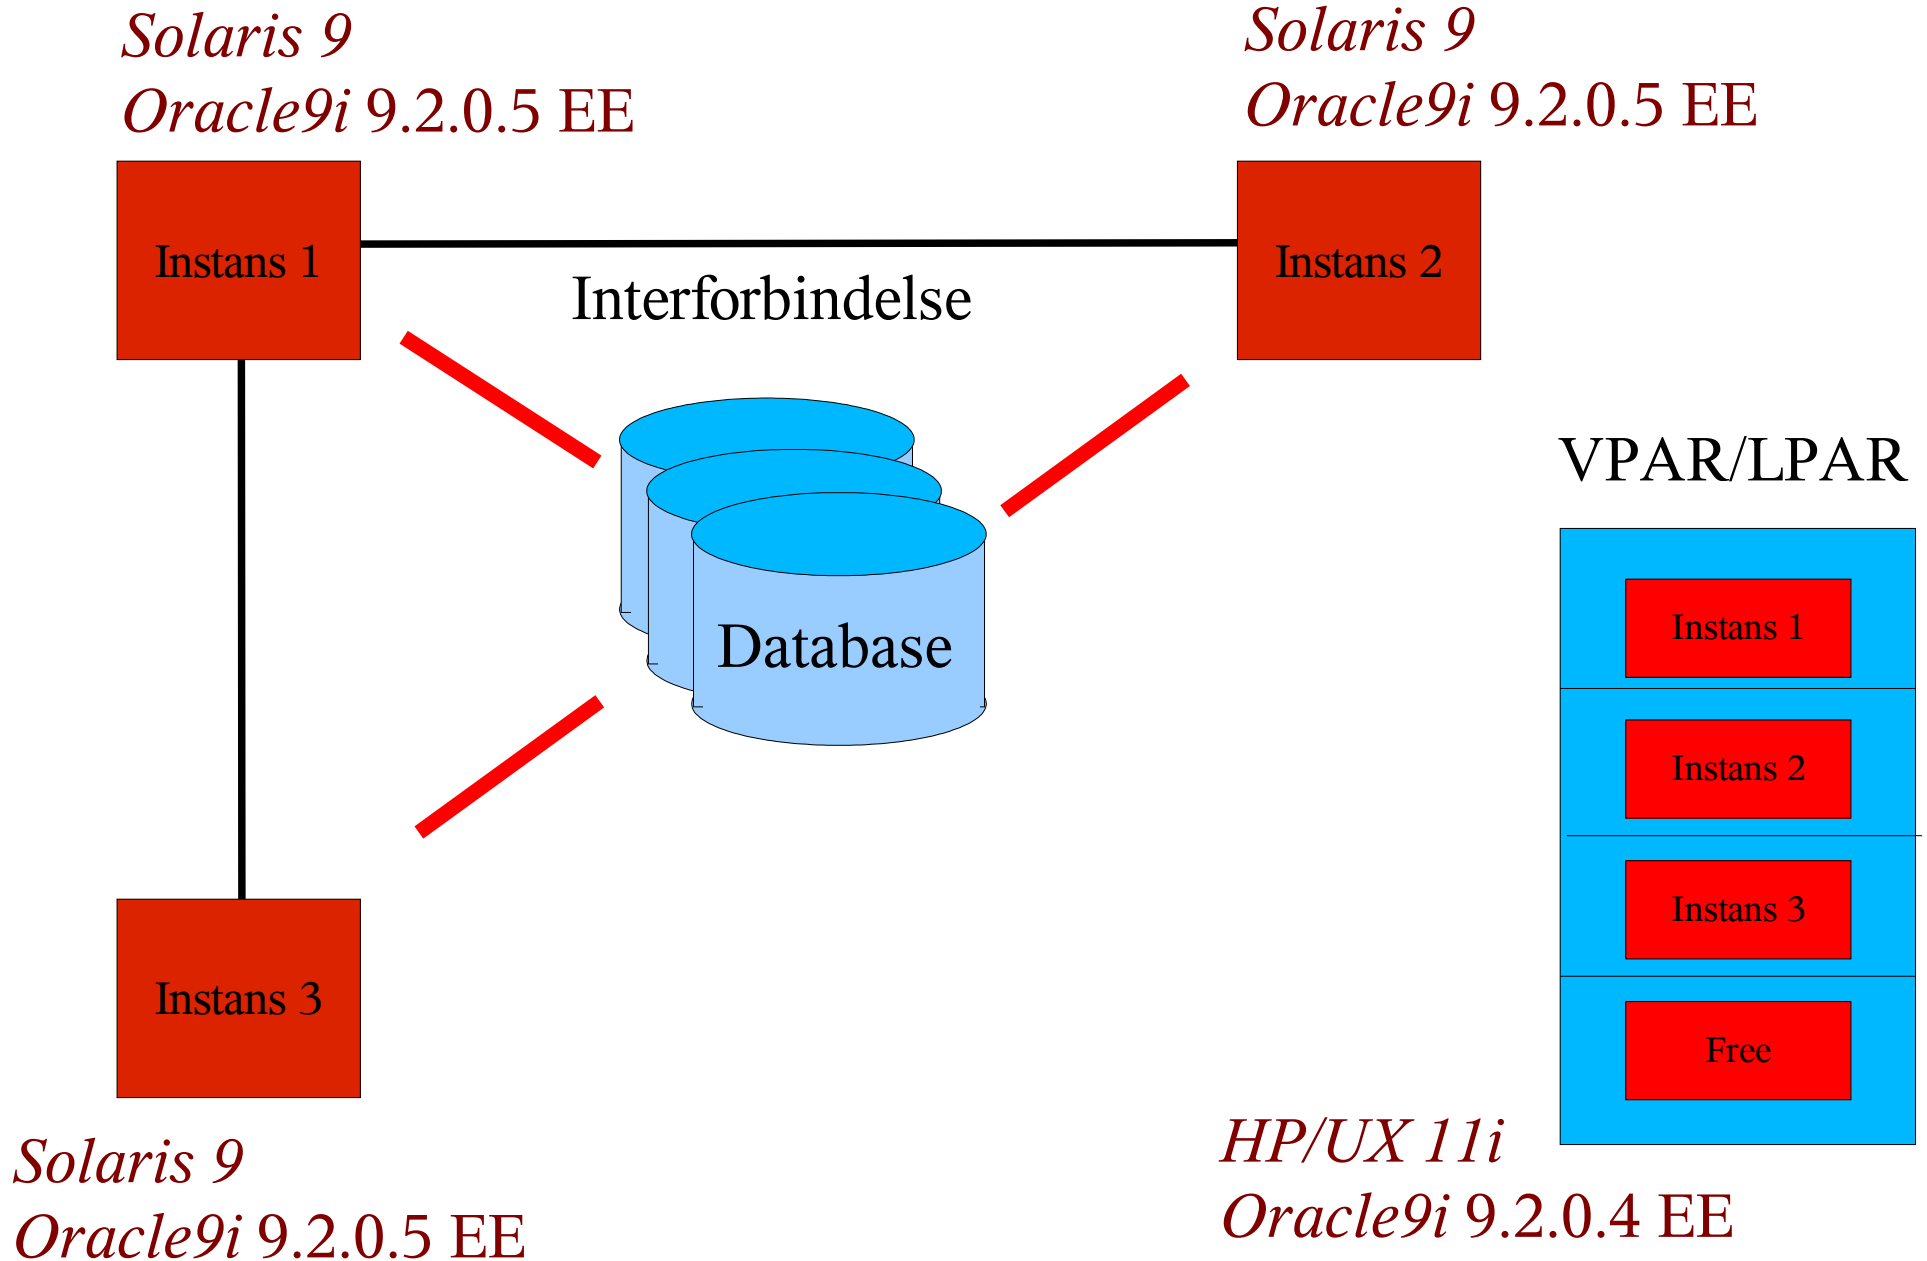 Solaris 9
Oracle9i 9.2.0.5 EE
Solaris 9
Oracle9i 9.2.0.5 EE
Instans 1
Instans 2
Interforbindelse
Database
VPAR/LPAR
Instans 1
Instans 2
Instans 3
Free
Instans 3
Solaris 9
Oracle9i 9.2.0.5 EE
HP/UX 11i
Oracle9i 9.2.0.4 EE